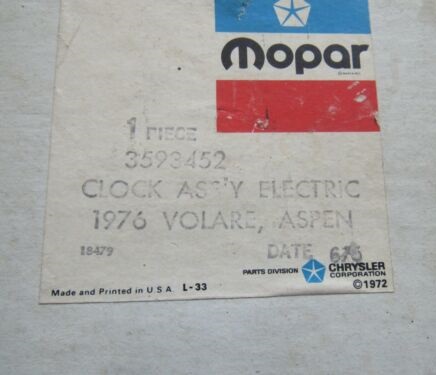 Mopar
1 PIECE
3593452
CLOCK ASS'Y ELECTRIC
1976 VOLARE, ASPEN
18479 DATE
PARTS DIVISION CHRYSLER CORPORATION
©1972
Made and Printed in U.S.A. L-33